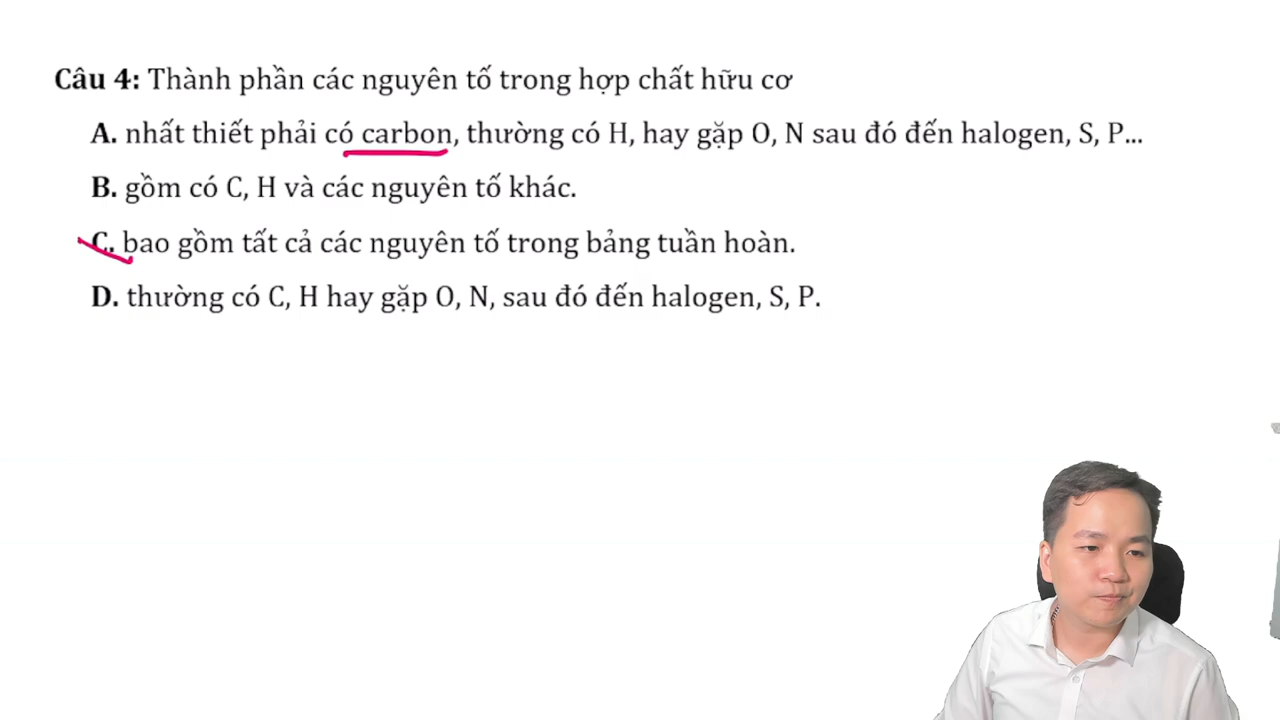 Câu 4: Thành phần các nguyên tố trong hợp chất hữu cơ
A. nhất thiết phải có carbon, thường có H, hay gặp O, N sau đó đến halogen, S, P...
B. gồm có C, H và các nguyên tố khác.
C. bao gồm tất cả các nguyên tố trong bảng tuần hoàn.
D. thường có C, H hay gặp O, N, sau đó đến halogen, S, P.